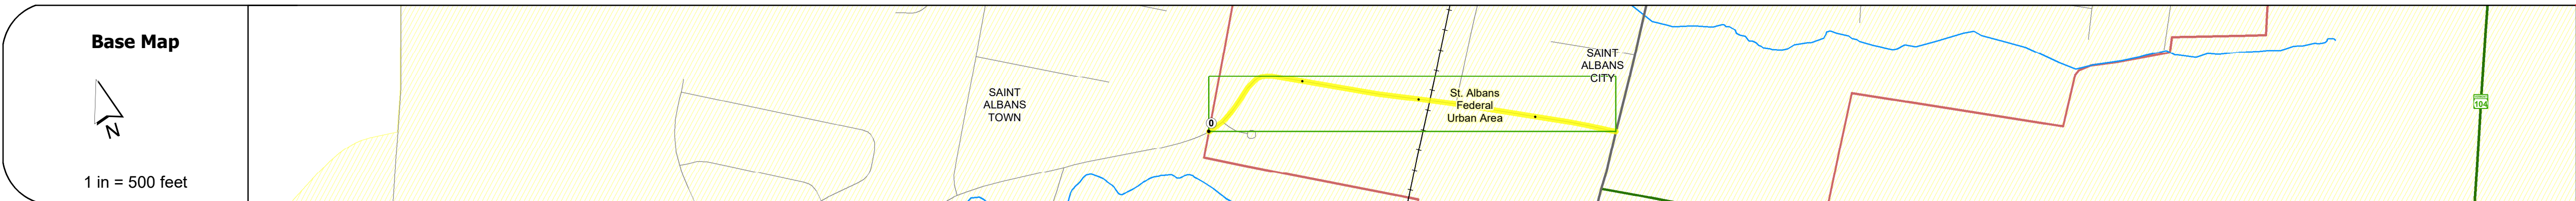 Base Map
N
1 in = 500 feet
SAINT
ALBANS
TOWN
0
St. Albans
Federal
Urban Area
SAINT
ALBANS
CITY
104